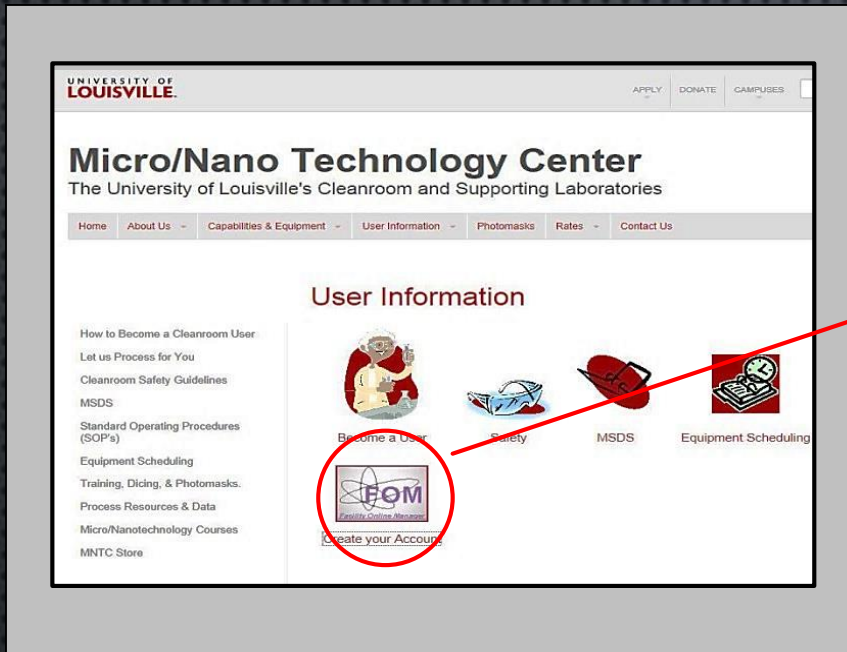 UNIVERSITY OF
LOUISVILLE.
APPLY DONATE CAMPUSES
Micro/Nano Technology Center
The University of Louisville's Cleanroom and Supporting Laboratories
Home About Us Capabilities & Equipment User Information Photomasks Rates Contact Us
User Information
How to Become a Cleanroom User
Let us Process for You
Cleanroom Safety Guidelines
MSDS
Standard Operating Procedures
(SOP's)
Equipment Scheduling
Training, Dicing, & Photomasks.
Process Resources & Data
Micro/Nanotechnology Courses
MNTC Store
Become a User Safety MSDS Equipment Scheduling
FOM
Facility Online Manager
Create your Account